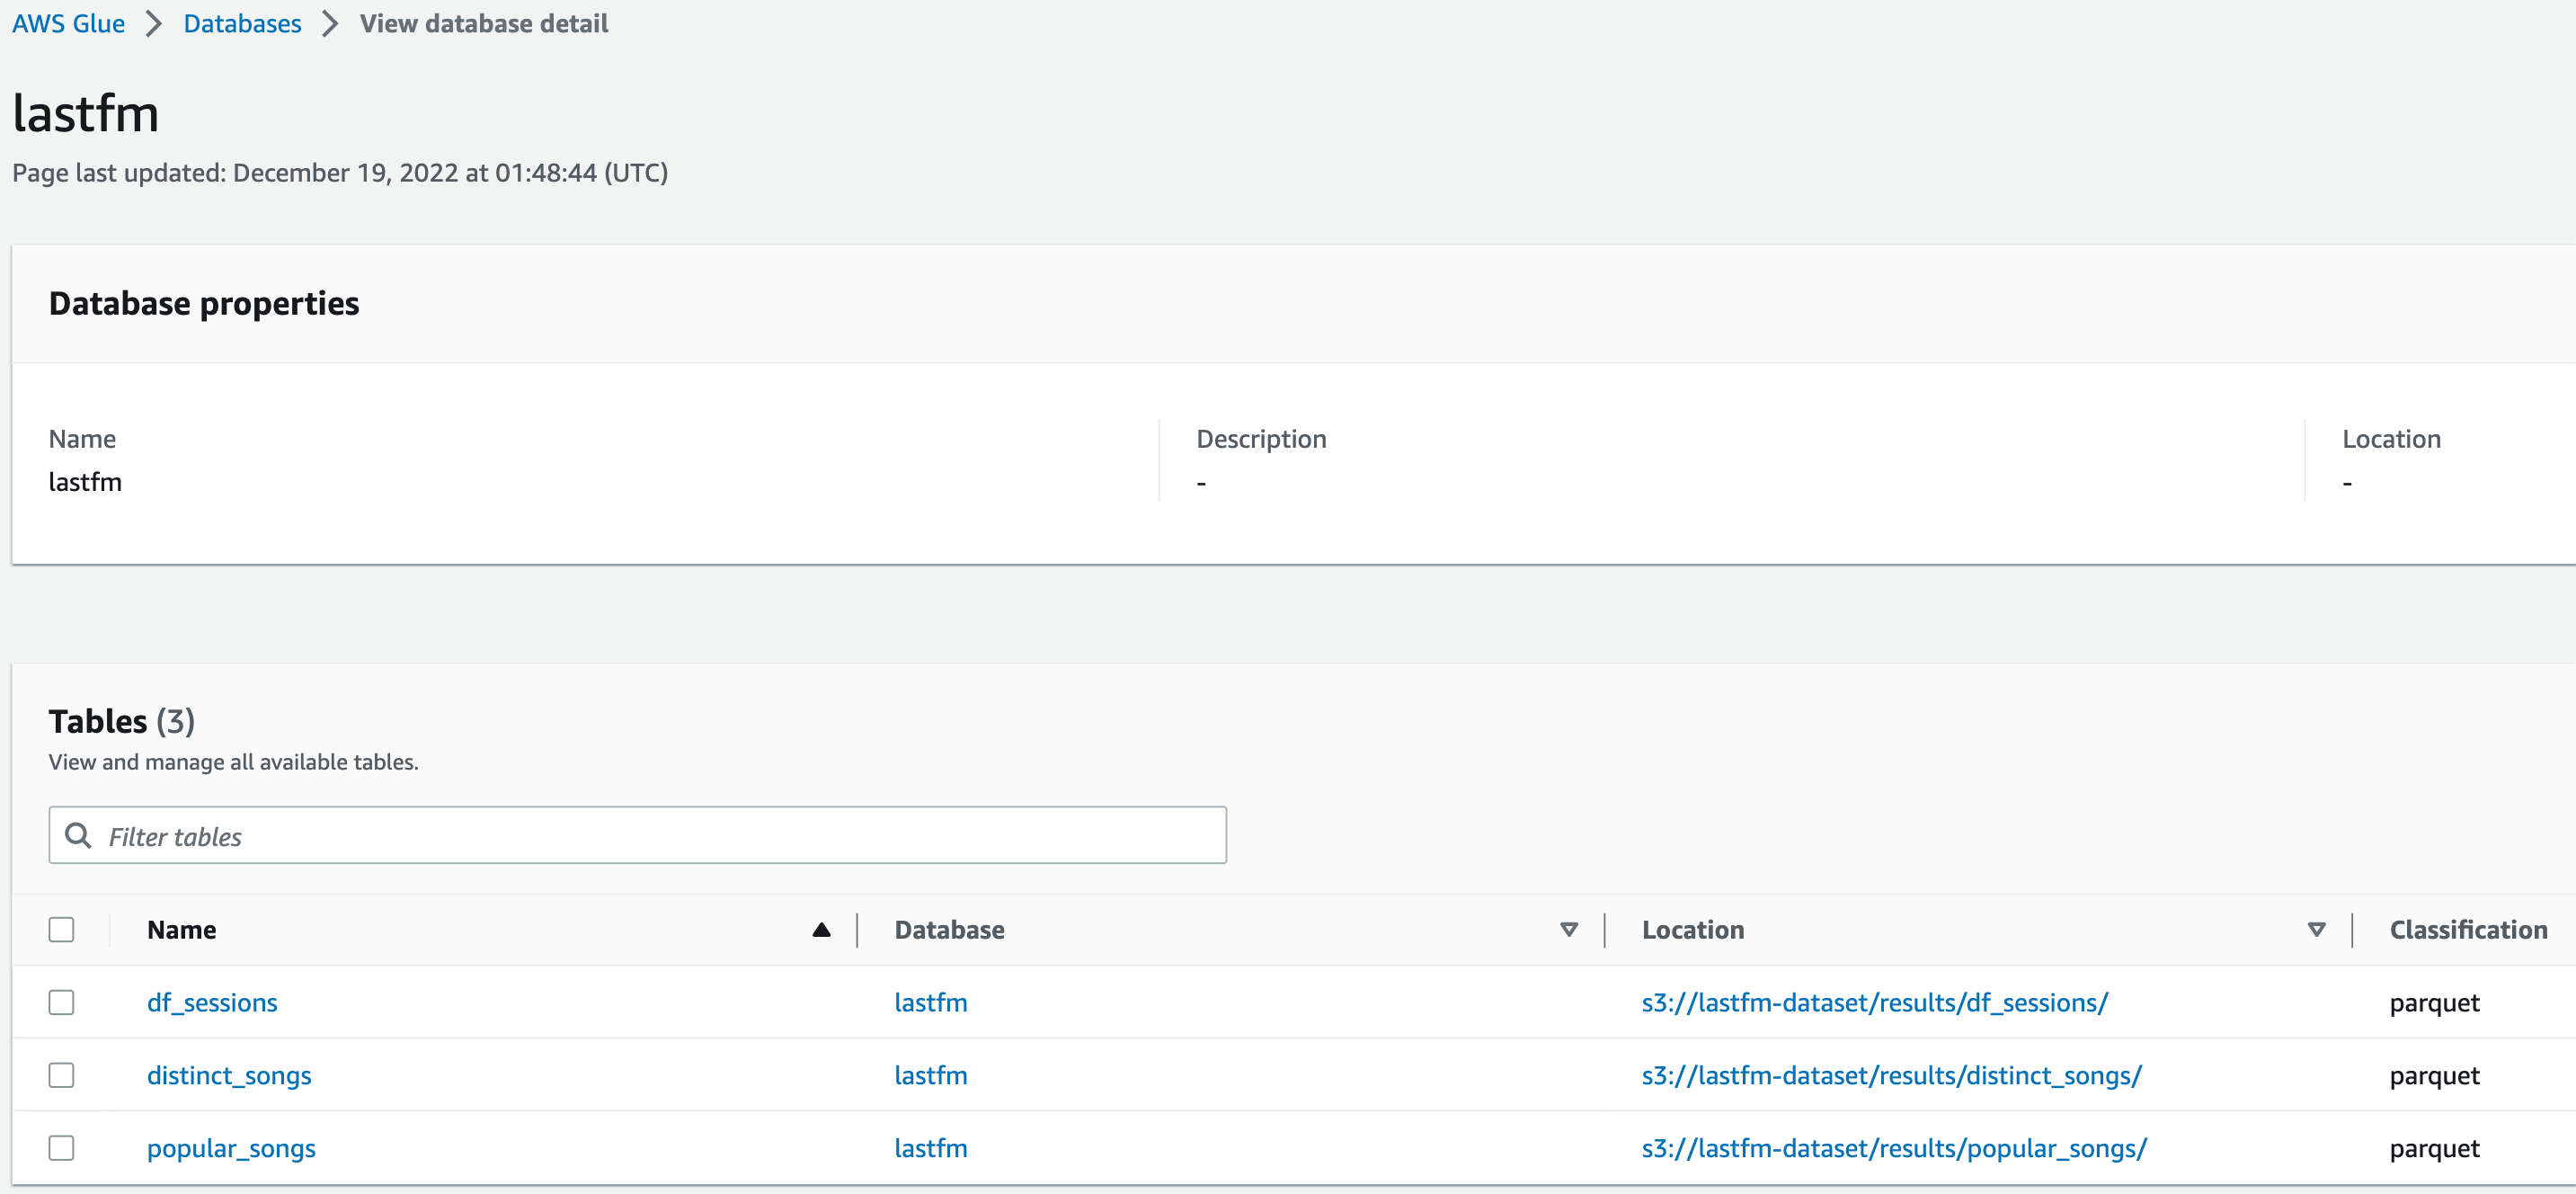 AWS Glue > Databases > View database detail
lastfm
Page last updated: December 19, 2022 at 01:48:44 (UTC)
Database properties
Name Description Location
lastfm - -
Tables (3)
View and manage all available tables.
Filter tables
Name Database Location Classification
df_sessions lastfm s3://lastfm-dataset/results/df_sessions/ parquet
distinct_songs lastfm s3://lastfm-dataset/results/distinct_songs/ parquet
popular_songs lastfm s3://lastfm-dataset/results/popular_songs/ parquet